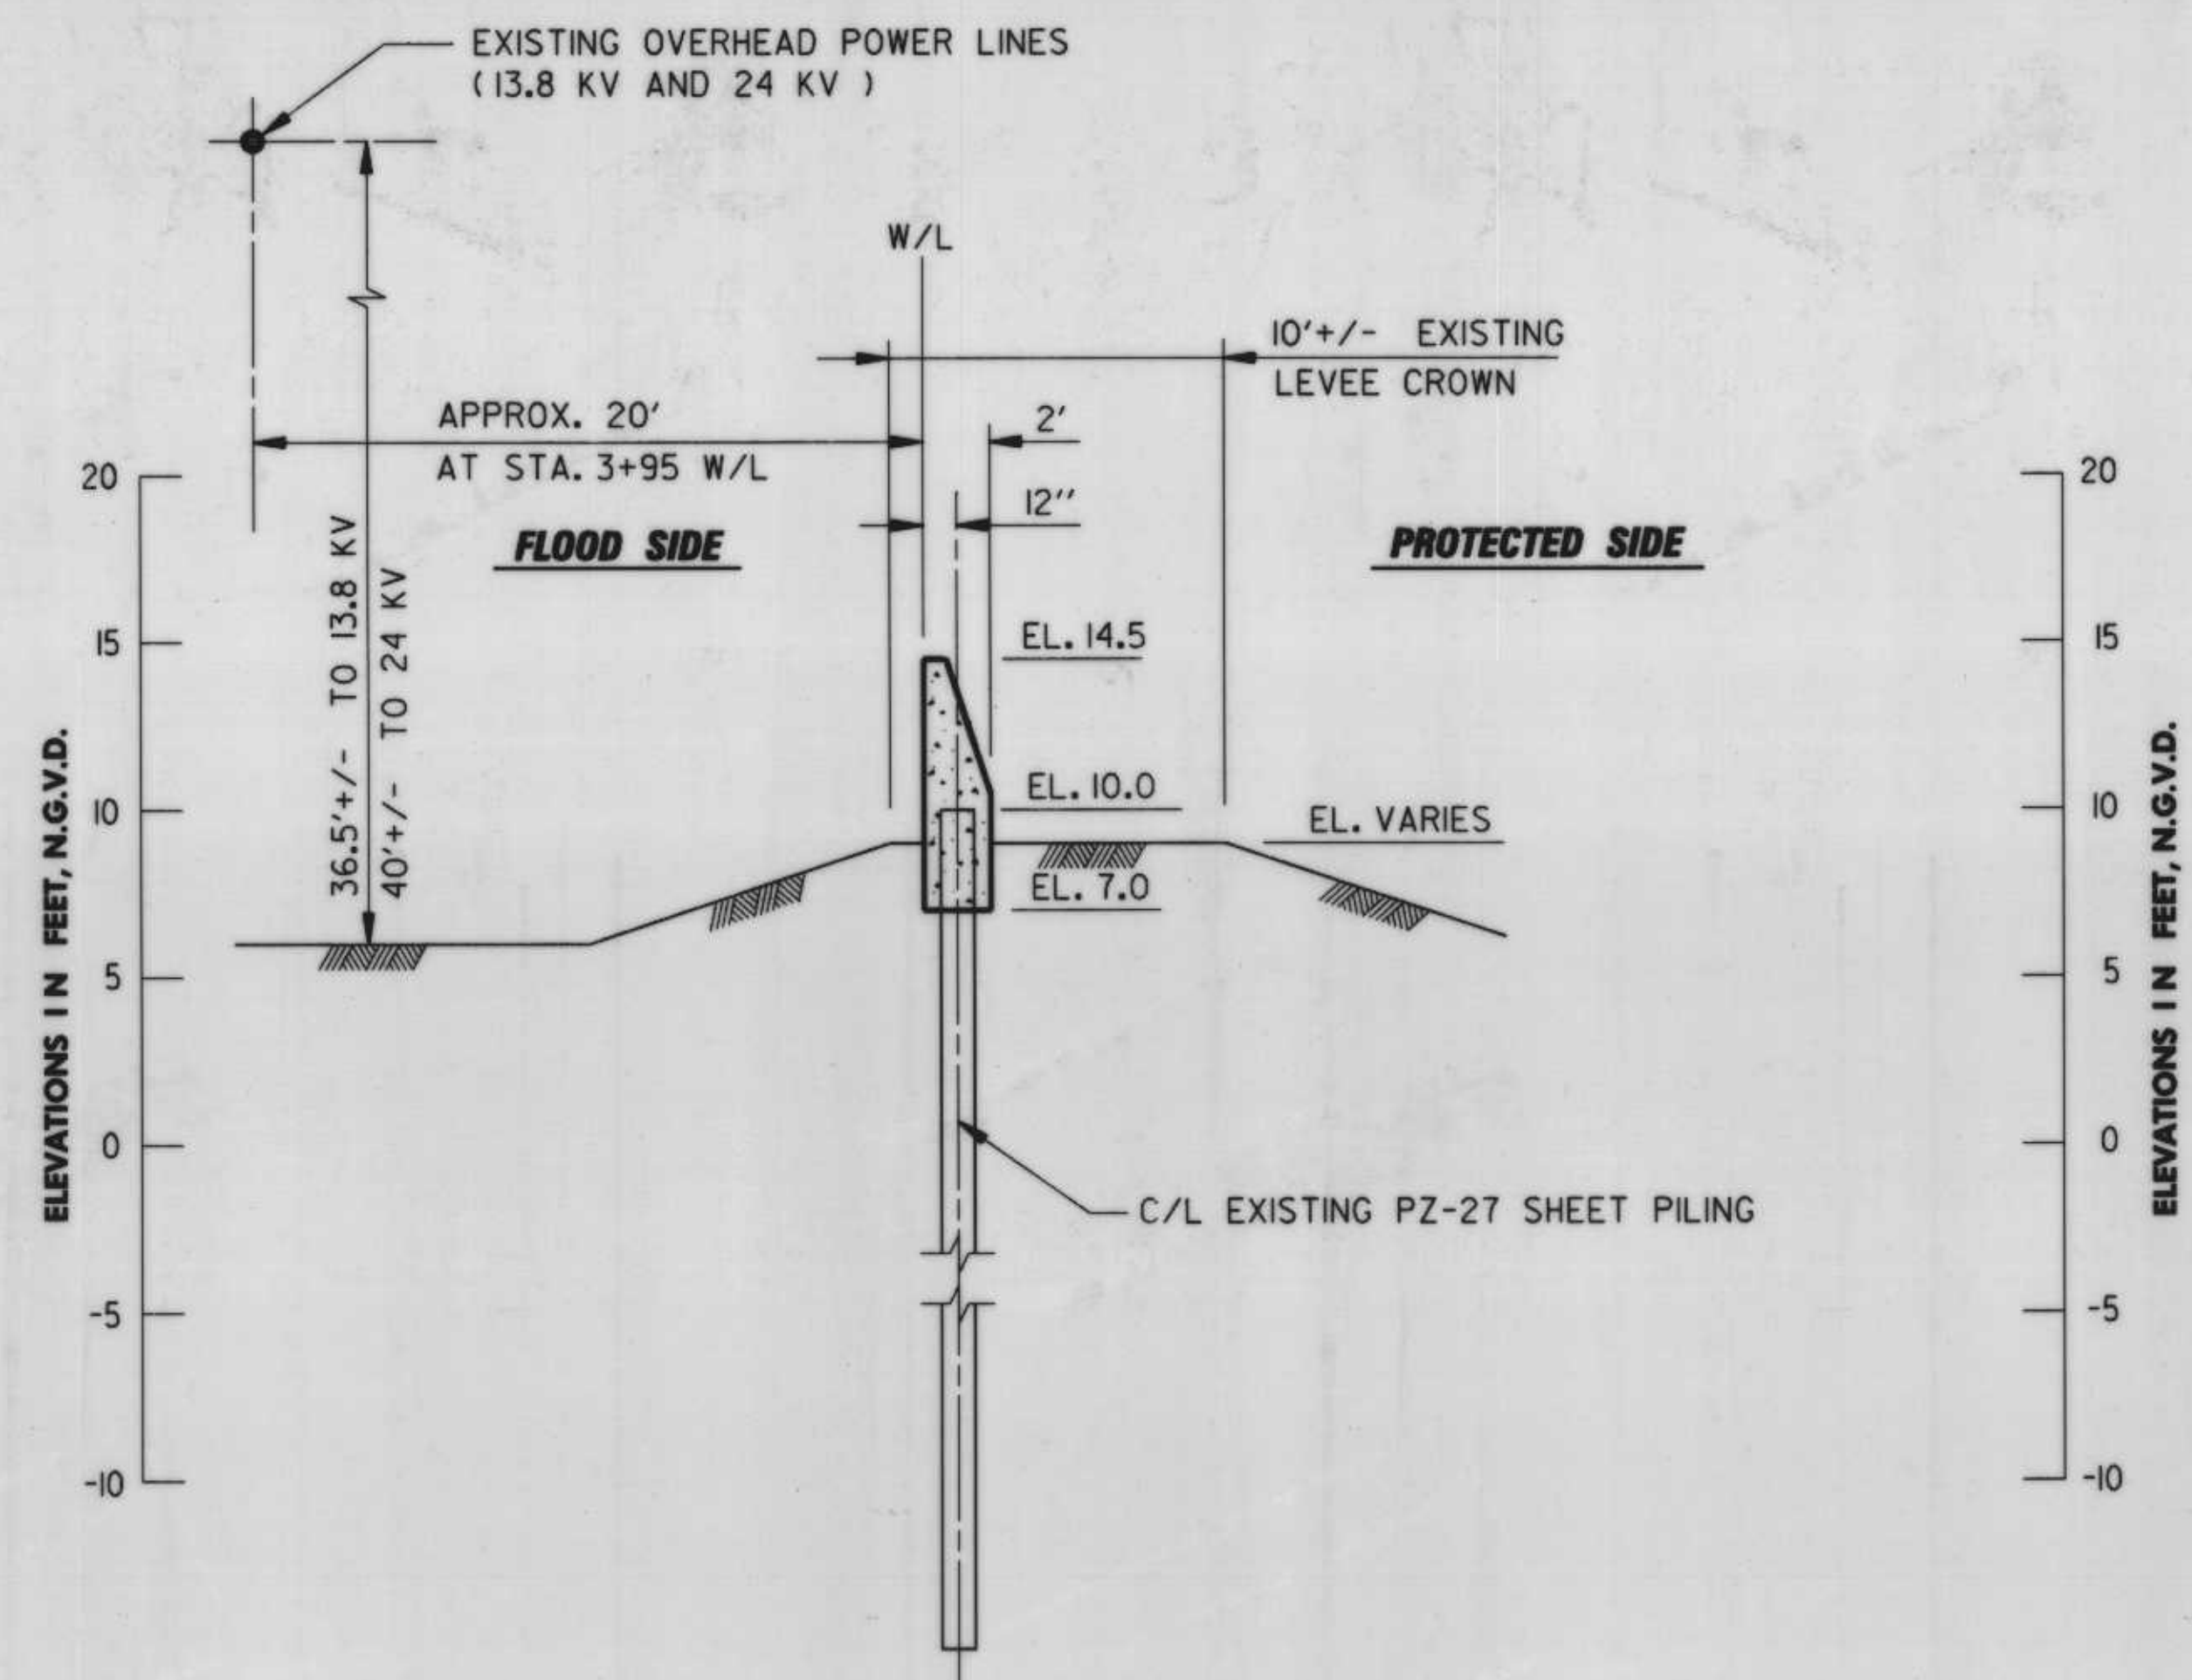 EXISTING OVERHEAD POWER LINES
(13.8 KV AND 24 KV )
W/L
10'+/- EXISTING
LEVEE CROWN
APPROX. 20'
AT STA. 3+95 W/L
2'
12''
FLOOD SIDE
PROTECTED SIDE
36.5'+/- TO 13.8 KV
40'+/- TO 24 KV
EL. 14.5
EL. 10.0
EL. VARIES
EL. 7.0
C/L EXISTING PZ-27 SHEET PILING
ELEVATIONS IN FEET, N.G.V.D.
20
15
10
5
0
-5
-10
20
15
10
5
0
-5
-10
ELEVATIONS IN FEET, N.G.V.D.